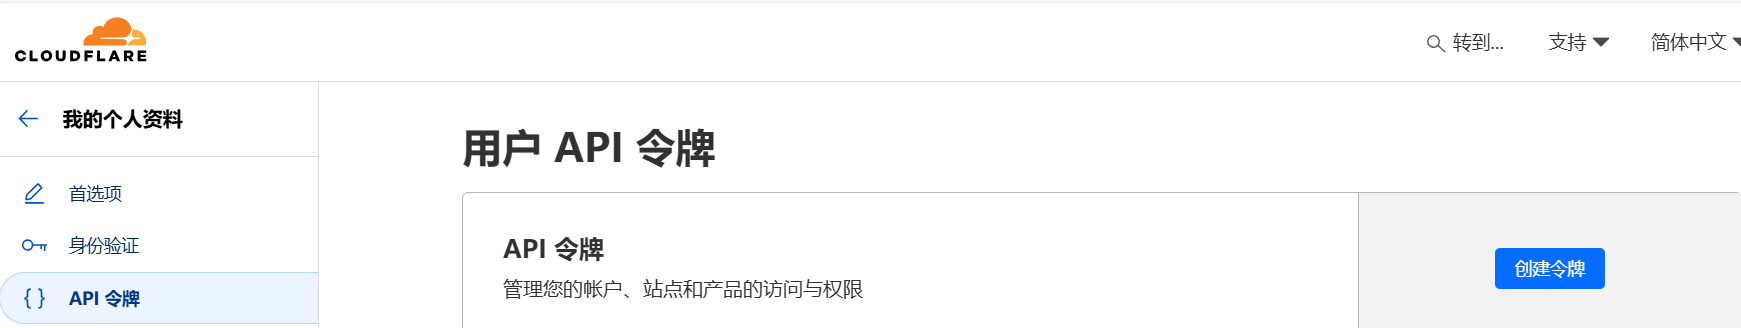 CLOUDFLARE
转到...
支持
简体中文
我的个人资料
首选项
身份验证
{ } API 令牌
用户 API 令牌
API 令牌
管理您的帐户、站点和产品的访问与权限
创建令牌